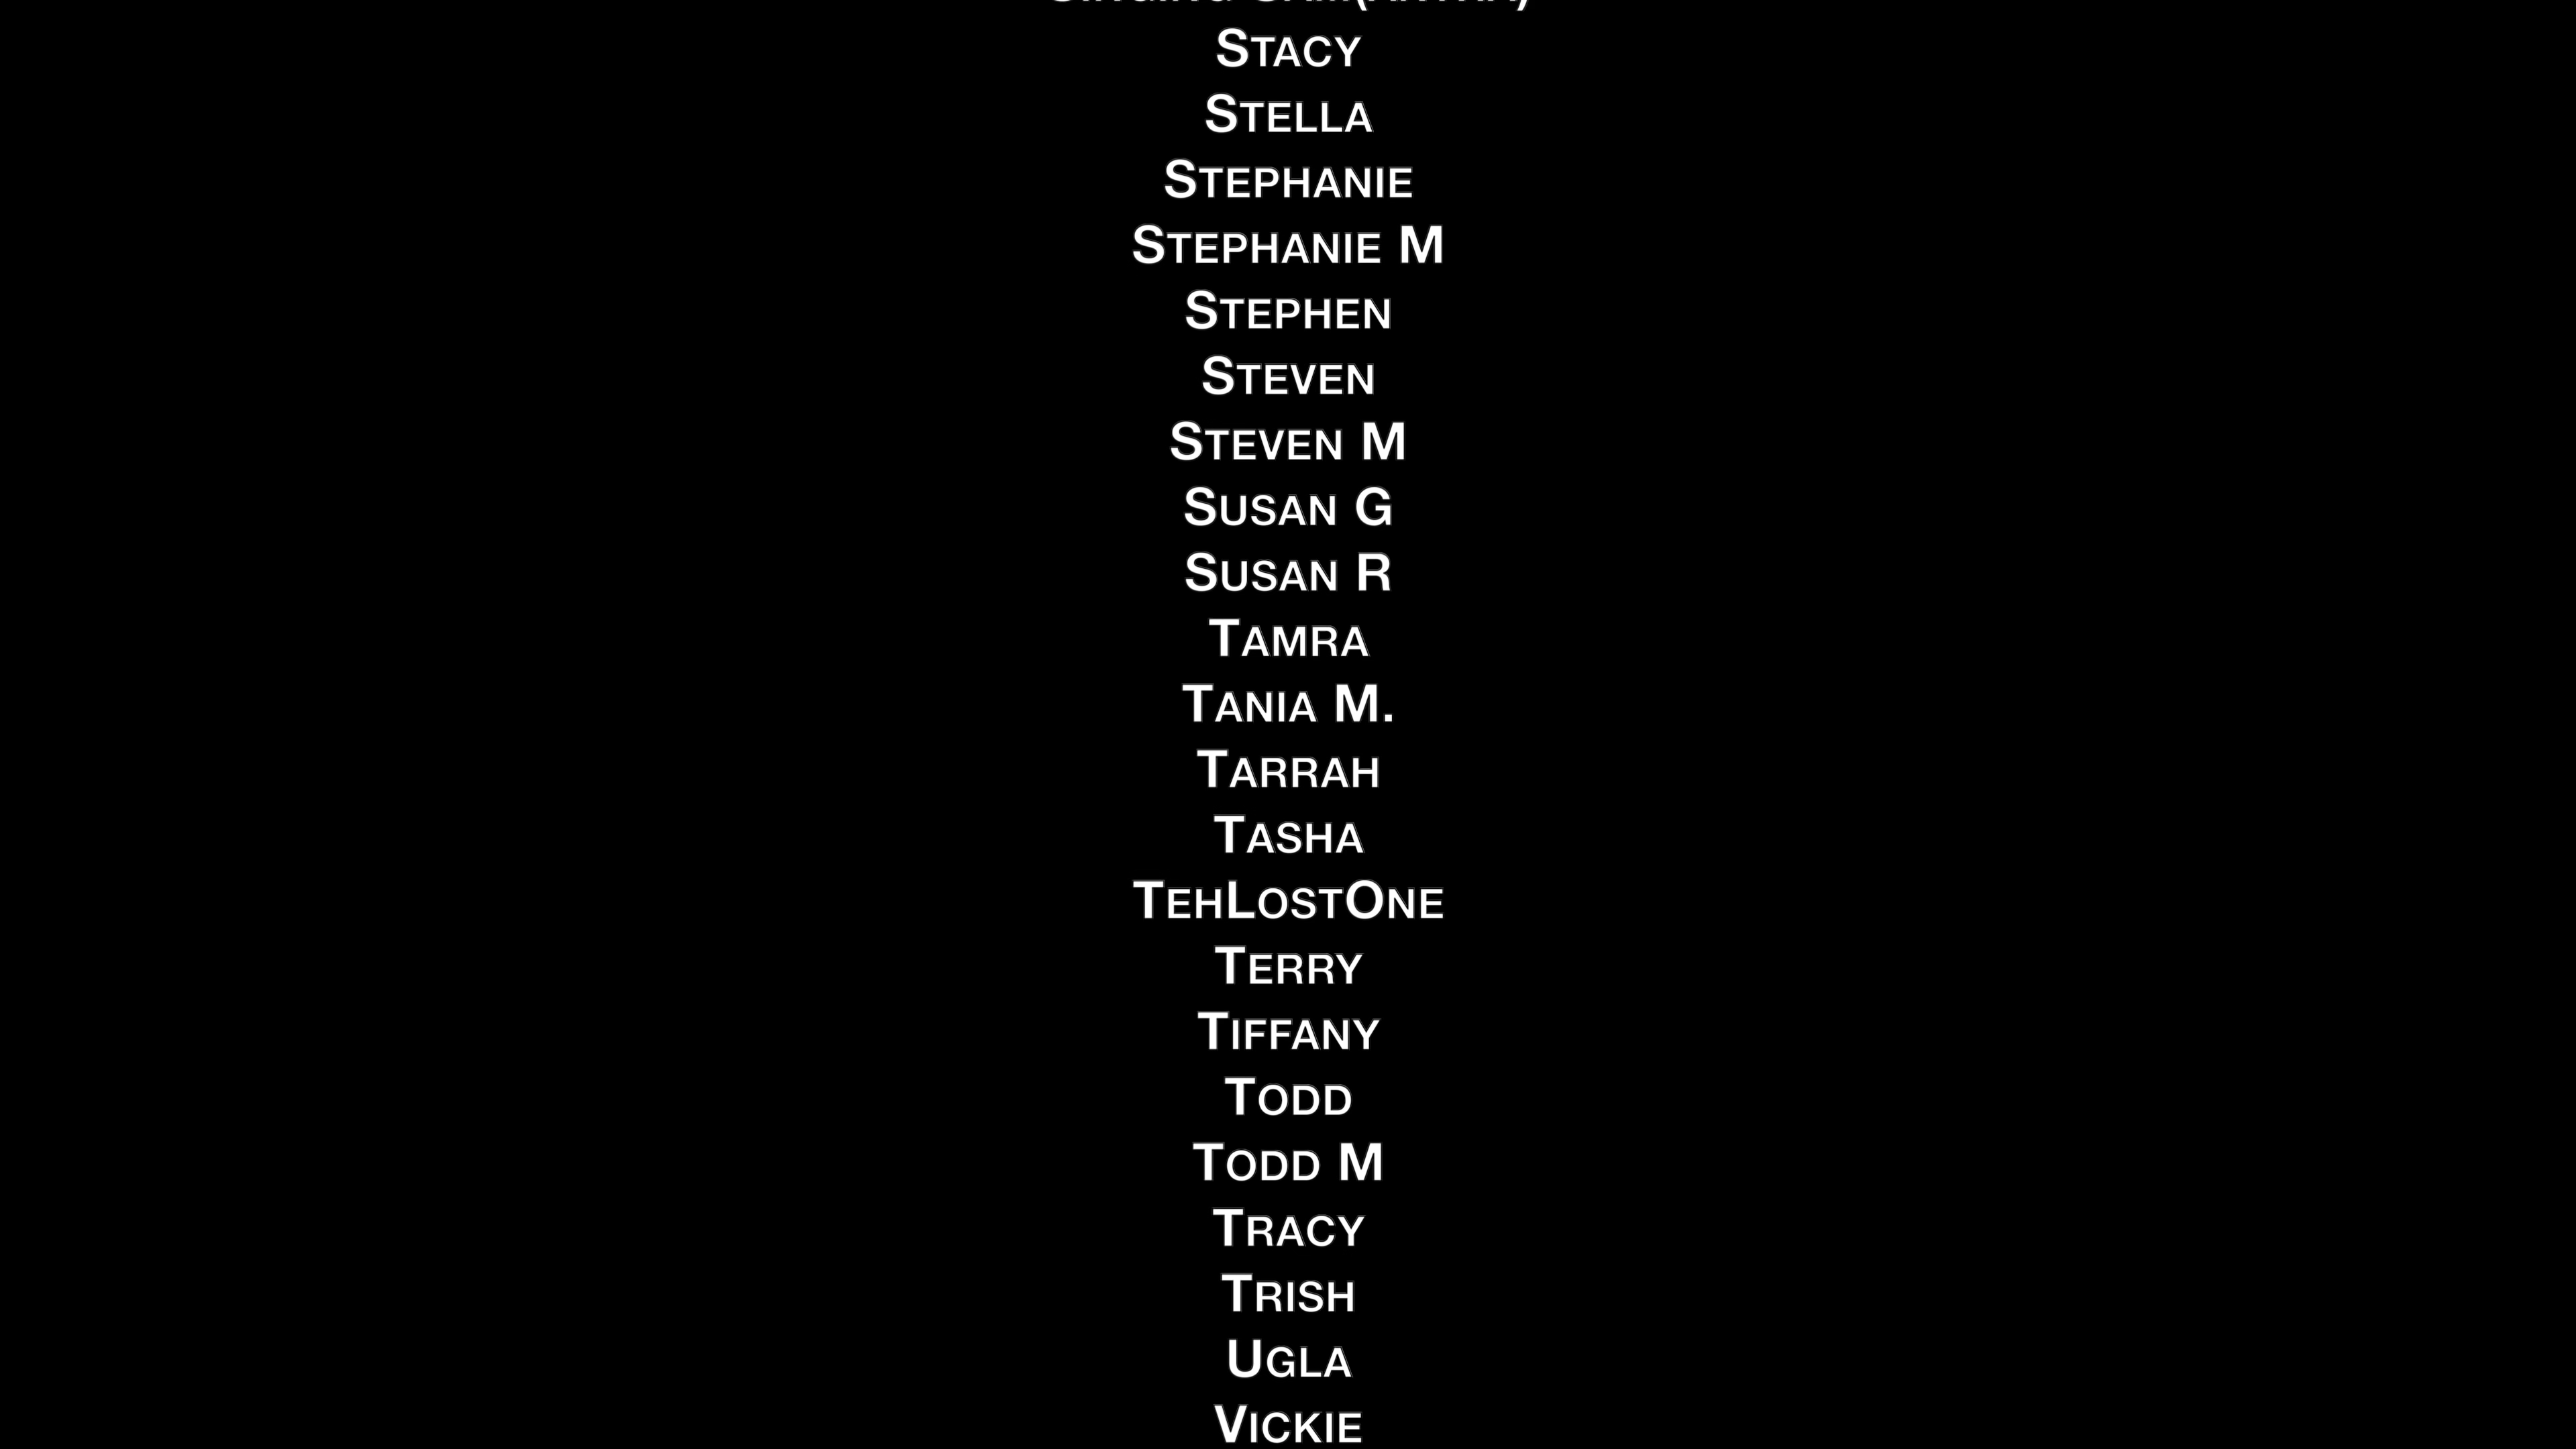 Stacy
Stella
Stephanie
Stephanie M
Stephen
Steven
Steven M
Susan G
Susan R
Tamra
Tania M.
Tarrah
Tasha
TehLostOne
Terry
Tiffany
Todd
Todd M
Tracy
Trish
Ugla
Vickie